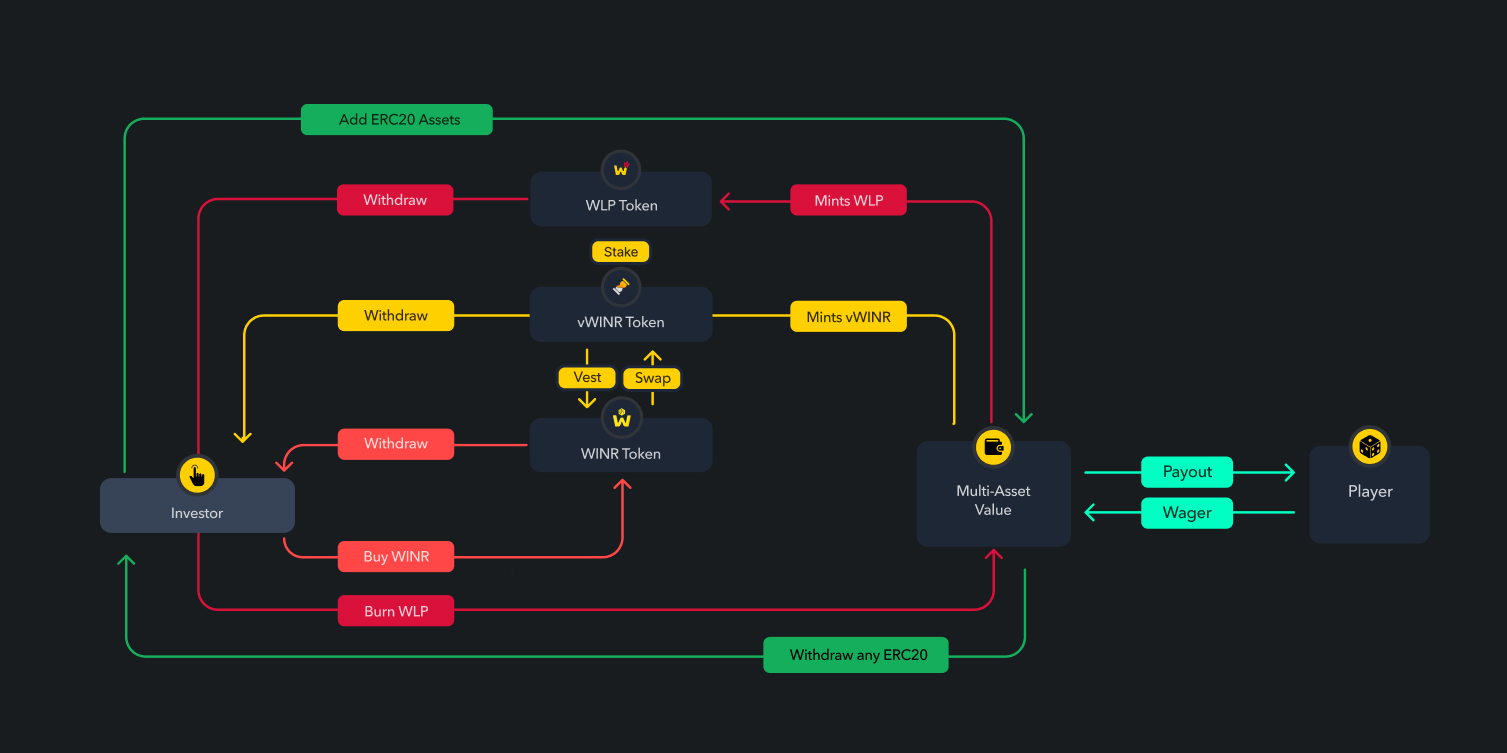 Add ERC20 Assets
Withdraw
WLP Token
Mints WLP
Stake
Withdraw
vWINR Token
Mints vWINR
Vest
Swap
Withdraw
WINR Token
Investor
Multi-Asset
Value
Payout
Wager
Player
Buy WINR
Burn WLP
Withdraw any ERC20